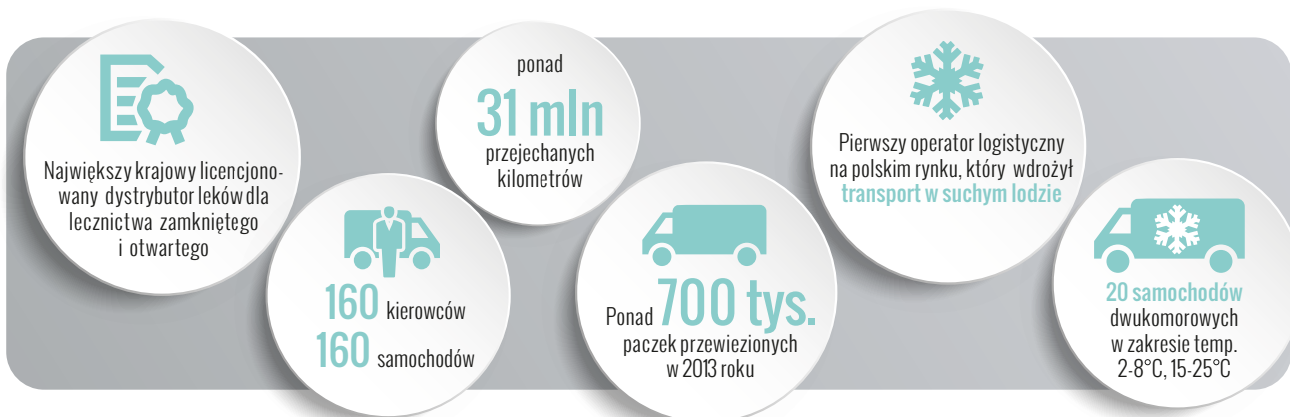 Największy krajowy licencjono-
wany dystrybutor leków dla
lecznictwa zamkniętego
i otwartego
160 kierowców
160 samochodów
ponad
31 mln
przejechanych
kilometrów
Ponad 700 tys.
paczek przewiezionych
w 2013 roku
Pierwszy operator logistyczny
na polskim rynku, który wdrożył
transport w suchym lodzie
20 samochodów
dwukomorowych
w zakresie temp.
2-8°C, 15-25°C